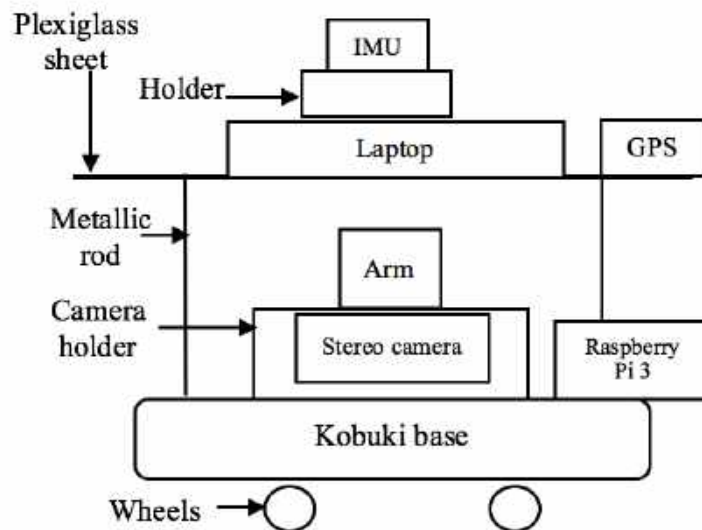 Plexiglass
sheet
IMU
Holder
Laptop
GPS
Metallic
rod
Arm
Camera
holder
Stereo camera
Raspberry
Pi 3
Kobuki base
Wheels